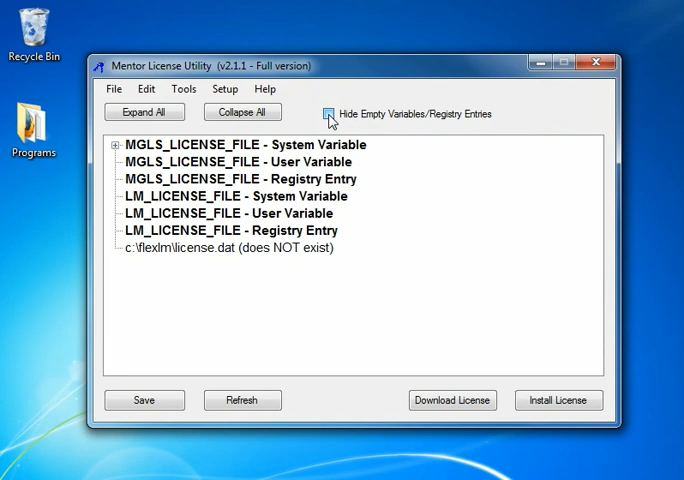 Recycle Bin
Programs
Mentor License Utility (v2.1.1 - Full version)
File Edit Tools Setup Help
Expand All Collapse All Hide Empty Variables/Registry Entries
MGLS_LICENSE_FILE - System Variable
MGLS_LICENSE_FILE - User Variable
MGLS_LICENSE_FILE - Registry Entry
LM_LICENSE_FILE - System Variable
LM_LICENSE_FILE - User Variable
LM_LICENSE_FILE - Registry Entry
c:\flexlm\license.dat (does NOT exist)
Save Refresh Download License Install License